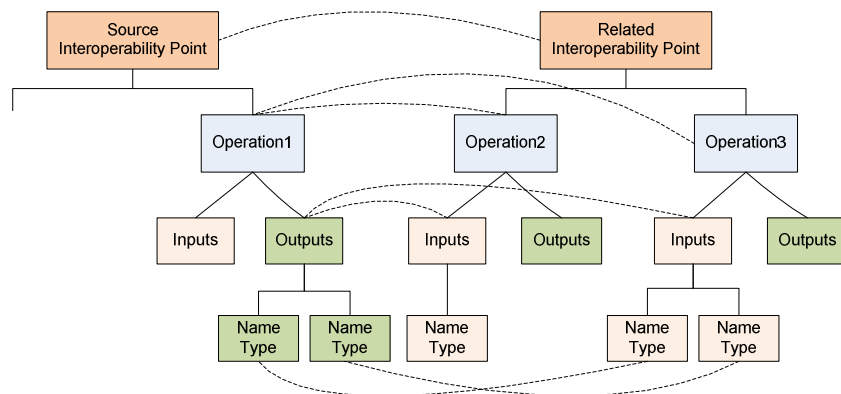 Source
Interoperability Point
Related
Interoperability Point
Operation1
Operation2
Operation3
Inputs
Outputs
Inputs
Outputs
Inputs
Outputs
Name
Type
Name
Type
Name
Type
Name
Type
Name
Type